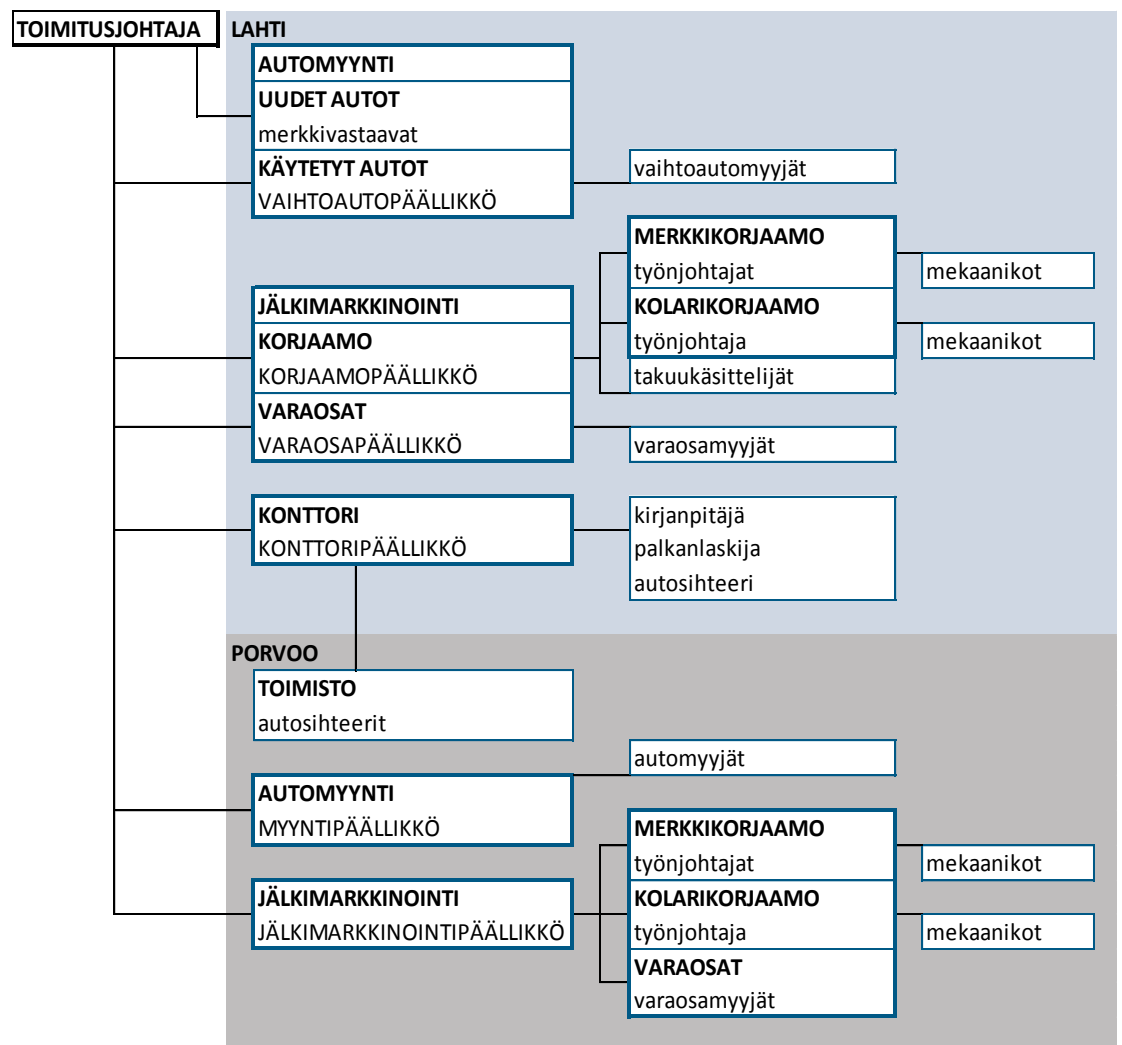 TOIMITUSJOHTAJA
LAHTI
AUTOMYYNTI
UUDET AUTOT
merkkivastaavat
KÄYTETYT AUTOT
VAIHTOAUTOPÄÄLLIKKÖ
vaihtoautomyyjät
MERKKIKORJAAMO
työnjohtajat
mekaanikot
KOLARIKORJAAMO
työnjohtaja
mekaanikot
takuukäsittelijät
JÄLKIMARKKINOINTI
KORJAAMO
KORJAAMOPÄÄLLIKKÖ
VARAOSAT
VARAOSAPÄÄLLIKKÖ
varaosamyyjät
KONTTORI
KONTTORIPÄÄLLIKKÖ
kirjanpitäjä
palkanlaskija
autosihteeri
PORVOO
TOIMISTO
autosihteerit
automyyjät
AUTOMYYNTI
MYYNTIPÄÄLLIKKÖ
MERKKIKORJAAMO
työnjohtajat
mekaanikot
JÄLKIMARKKINOINTI
JÄLKIMARKKINOINTIPÄÄLLIKKÖ
KOLARIKORJAAMO
työnjohtaja
mekaanikot
VARAOSAT
varaosamyyjät